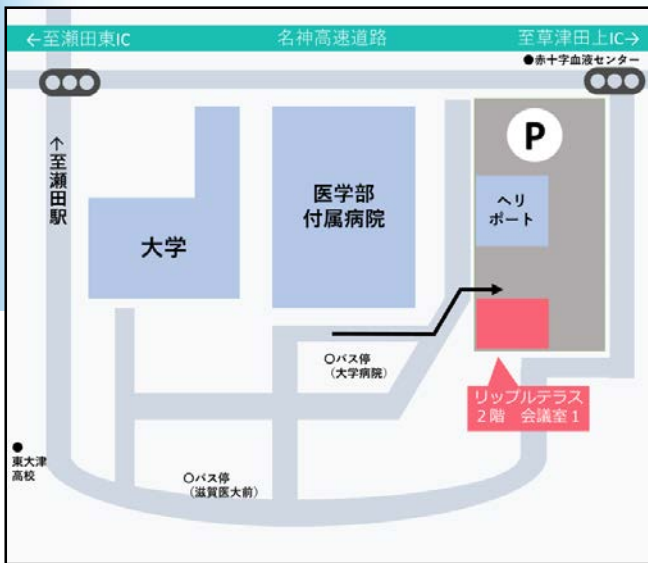 ←至瀬田東IC
名神高速道路
至草津田上IC→
●赤十字血液センター
↑至瀬田駅
P
医学部
付属病院
ヘリ
ポート
大学
○バス停
(大学病院)
リップルテラス
2階 会議室1
●
東大津
高校
○バス停
(滋賀医大前)